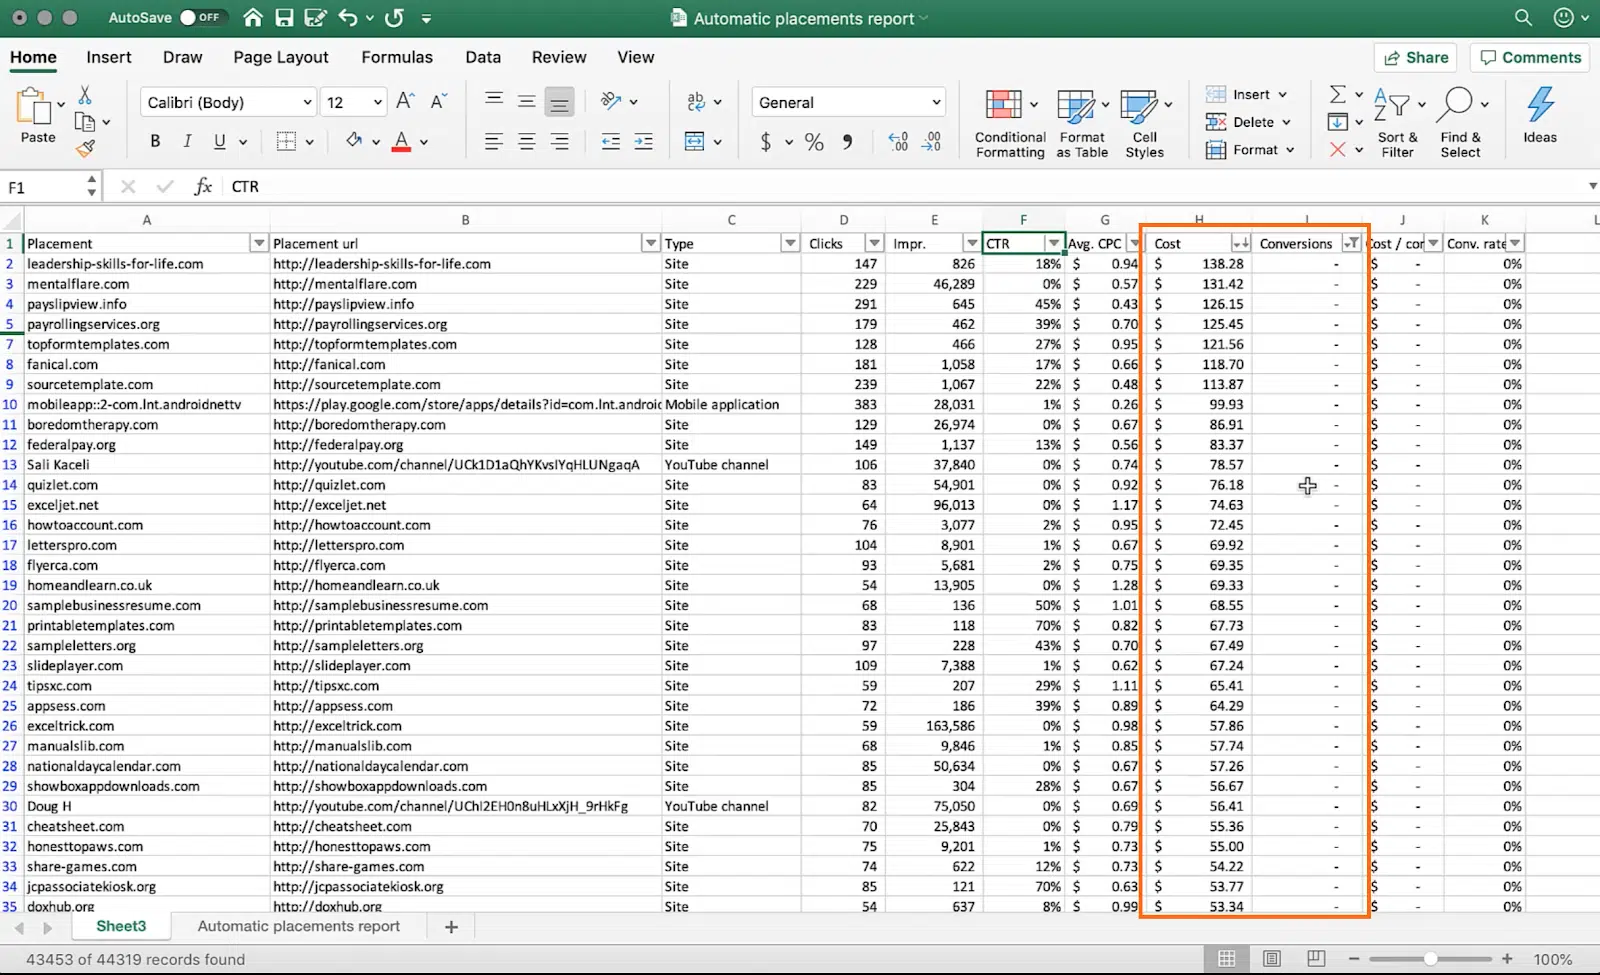 AutoSave OFF Automatic placements report
Home Insert Draw Page Layout Formulas Data Review View Share Comments
Paste Calibri (Body) 12 General Conditional Formatting Format as Table Cell Styles Insert Delete Format Sort & Filter Find & Select Ideas
F1 fx CTR
A B C D E F G H I J K L
1 Placement Placement url Type Clicks Impr. CTR Avg. CPC Cost Conversions Cost / cor Conv. rate
2 leadership-skills-for-life.com http://leadership-skills-for-life.com Site 147 826 18% $ 0.94 $ 138.28 - $ - 0%
3 mentalflare.com http://mentalflare.com Site 229 46,289 0% $ 0.57 $ 131.42 - $ - 0%
4 payslipview.info http://payslipview.info Site 291 645 45% $ 0.43 $ 126.15 - $ - 0%
5 payrollingservices.org http://payrollingservices.org Site 179 462 39% $ 0.70 $ 125.45 - $ - 0%
7 topformtemplates.com http://topformtemplates.com Site 128 466 27% $ 0.95 $ 121.56 - $ - 0%
8 fanical.com http://fanical.com Site 181 1,058 17% $ 0.66 $ 118.70 - $ - 0%
9 sourcetemplate.com http://sourcetemplate.com Site 239 1,067 22% $ 0.48 $ 113.87 - $ - 0%
10 mobileapp::2-com.lnt.androidnettv https://play.google.com/store/apps/details?id=com.lnt.androic Mobile application 383 28,031 1% $ 0.26 $ 99.93 - $ - 0%
11 boredomtherapy.com http://boredomtherapy.com Site 129 26,974 0% $ 0.67 $ 86.91 - $ - 0%
12 federalpay.org http://federalpay.org Site 149 1,137 13% $ 0.56 $ 83.37 - $ - 0%
13 Sali Kaceli http://youtube.com/channel/UCk1D1aQhYKvslYqHLUNgaqA YouTube channel 106 37,840 0% $ 0.74 $ 78.57 - $ - 0%
14 quizlet.com http://quizlet.com Site 83 54,901 0% $ 0.92 $ 76.18 - $ - 0%
15 exceljet.net http://exceljet.net Site 64 96,013 0% $ 1.17 $ 74.63 - $ - 0%
16 howtoaccount.com http://howtoaccount.com Site 76 3,077 2% $ 0.95 $ 72.45 - $ - 0%
17 letterspro.com http://letterspro.com Site 104 8,901 1% $ 0.67 $ 69.92 - $ - 0%
18 flyerca.com http://flyerca.com Site 93 5,681 2% $ 0.75 $ 69.35 - $ - 0%
19 homeandlearn.co.uk http://homeandlearn.co.uk Site 54 13,905 0% $ 1.28 $ 69.33 - $ - 0%
20 samplebusinessresume.com http://samplebusinessresume.com Site 68 136 50% $ 1.01 $ 68.55 - $ - 0%
21 printabletemplates.com http://printabletemplates.com Site 83 118 70% $ 0.82 $ 67.73 - $ - 0%
22 sampleletters.org http://sampleletters.org Site 97 228 43% $ 0.70 $ 67.49 - $ - 0%
23 slideplayer.com http://slideplayer.com Site 109 7,388 1% $ 0.62 $ 67.24 - $ - 0%
24 tipsxc.com http://tipsxc.com Site 59 207 29% $ 1.11 $ 65.41 - $ - 0%
25 appsess.com http://appsess.com Site 72 186 39% $ 0.89 $ 64.29 - $ - 0%
26 exceltrick.com http://exceltrick.com Site 59 163,586 0% $ 0.98 $ 57.86 - $ - 0%
27 manualslib.com http://manualslib.com Site 68 9,846 1% $ 0.85 $ 57.74 - $ - 0%
28 nationaldaycalendar.com http://nationaldaycalendar.com Site 85 50,634 0% $ 0.67 $ 57.26 - $ - 0%
29 showboxappdownloads.com http://showboxappdownloads.com Site 85 304 28% $ 0.67 $ 56.67 - $ - 0%
30 Doug H http://youtube.com/channel/UChI2EH0n8uHLxXjH_9rHkFg YouTube channel 82 75,050 0% $ 0.69 $ 56.41 - $ - 0%
31 cheatsheet.com http://cheatsheet.com Site 70 25,843 0% $ 0.79 $ 55.36 - $ - 0%
32 honesttopaws.com http://honesttopaws.com Site 75 9,201 1% $ 0.73 $ 55.00 - $ - 0%
33 share-games.com http://share-games.com Site 74 622 12% $ 0.73 $ 54.22 - $ - 0%
34 jcpassociatekiosk.org http://jcpassociatekiosk.org Site 85 121 70% $ 0.63 $ 53.77 - $ - 0%
35 doxhub.org http://doxhub.org Site 54 637 8% $ 0.99 $ 53.34 - $ - 0%
Sheet3 Automatic placements report +
43453 of 44319 records found 100%